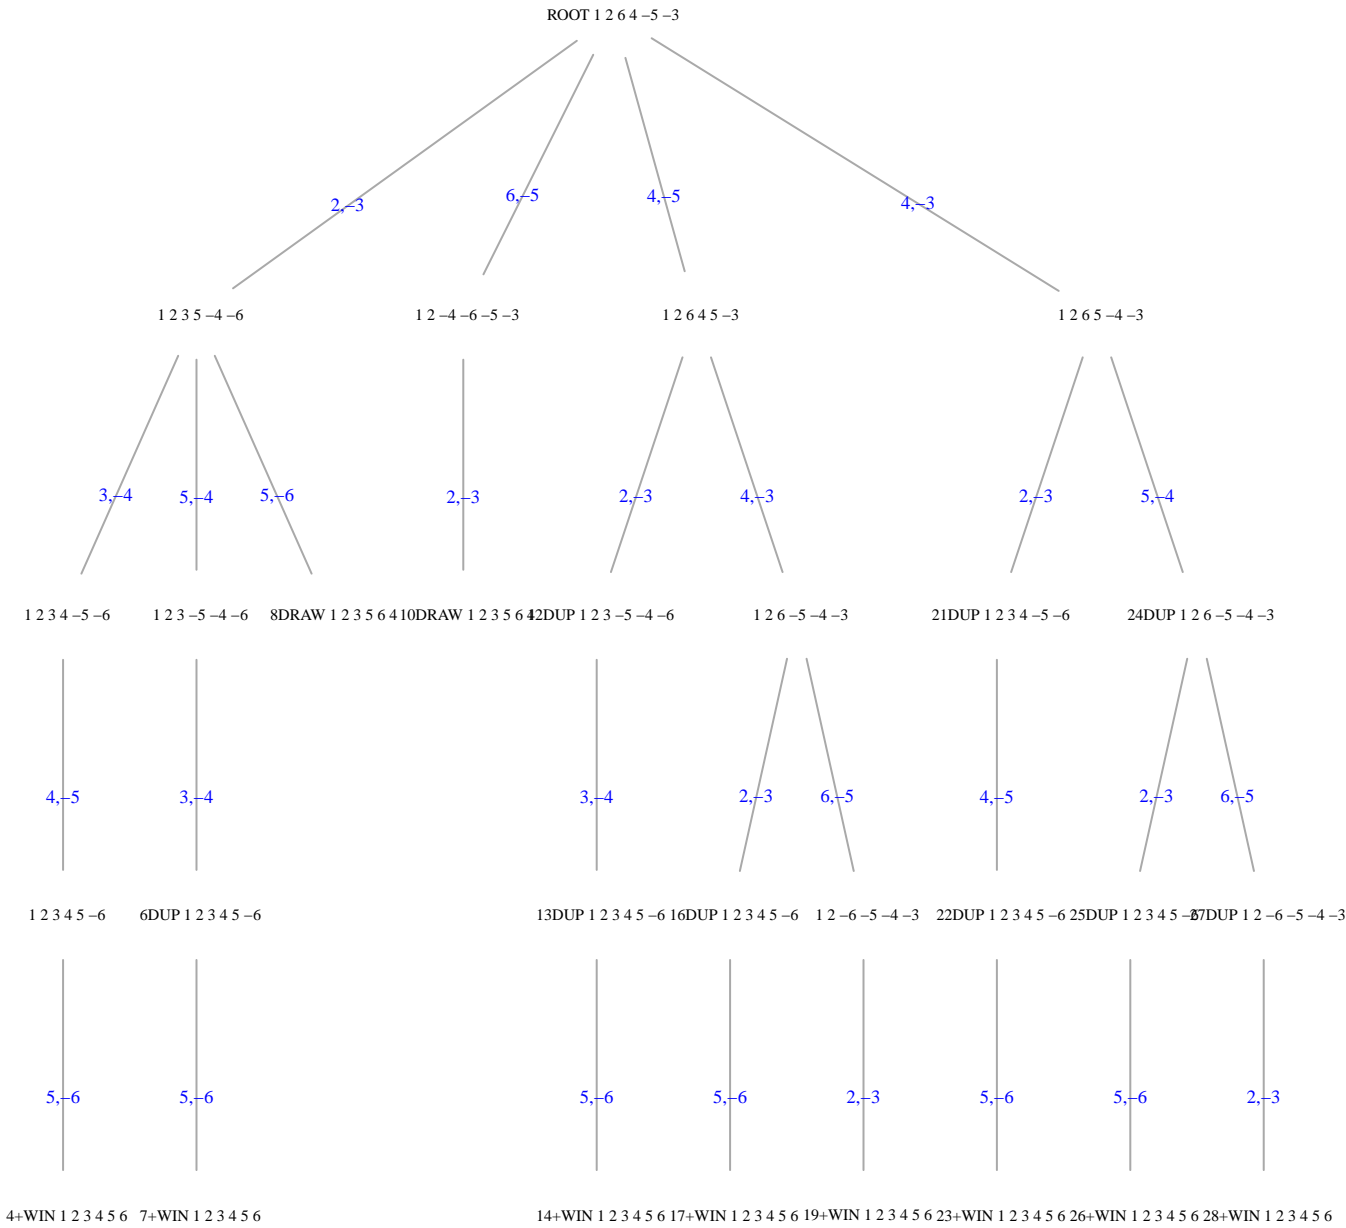 ROOT 1 2 6 4 −5 −3
2,−3 6,−5 4,−5 4,−3
1 2 3 5 −4 −6 1 2 −4 −6 −5 −3 1 2 6 4 5 −3 1 2 6 5 −4 −3
3,−4 5,−4 5,−6 2,−3 2,−3 4,−3 2,−3 5,−4
1 2 3 4 −5 −6 1 2 3 −5 −4 −6 8DRAW 1 2 3 5 6 4 10DRAW 1 2 3 5 6 4 12DUP 1 2 3 −5 −4 −6 1 2 6 −5 −4 −3 21DUP 1 2 3 4 −5 −6 24DUP 1 2 6 −5 −4 −3
4,−5 3,−4 3,−4 2,−3 6,−5 4,−5 2,−3 6,−5
1 2 3 4 5 −6 6DUP 1 2 3 4 5 −6 13DUP 1 2 3 4 5 −6 16DUP 1 2 3 4 5 −6 1 2 −6 −5 −4 −3 22DUP 1 2 3 4 5 −6 25DUP 1 2 3 4 5 −6 27DUP 1 2 −6 −5 −4 −3
5,−6 5,−6 5,−6 5,−6 2,−3 5,−6 5,−6 2,−3
4+WIN 1 2 3 4 5 6 7+WIN 1 2 3 4 5 6 14+WIN 1 2 3 4 5 6 17+WIN 1 2 3 4 5 6 19+WIN 1 2 3 4 5 6 23+WIN 1 2 3 4 5 6 26+WIN 1 2 3 4 5 6 28+WIN 1 2 3 4 5 6